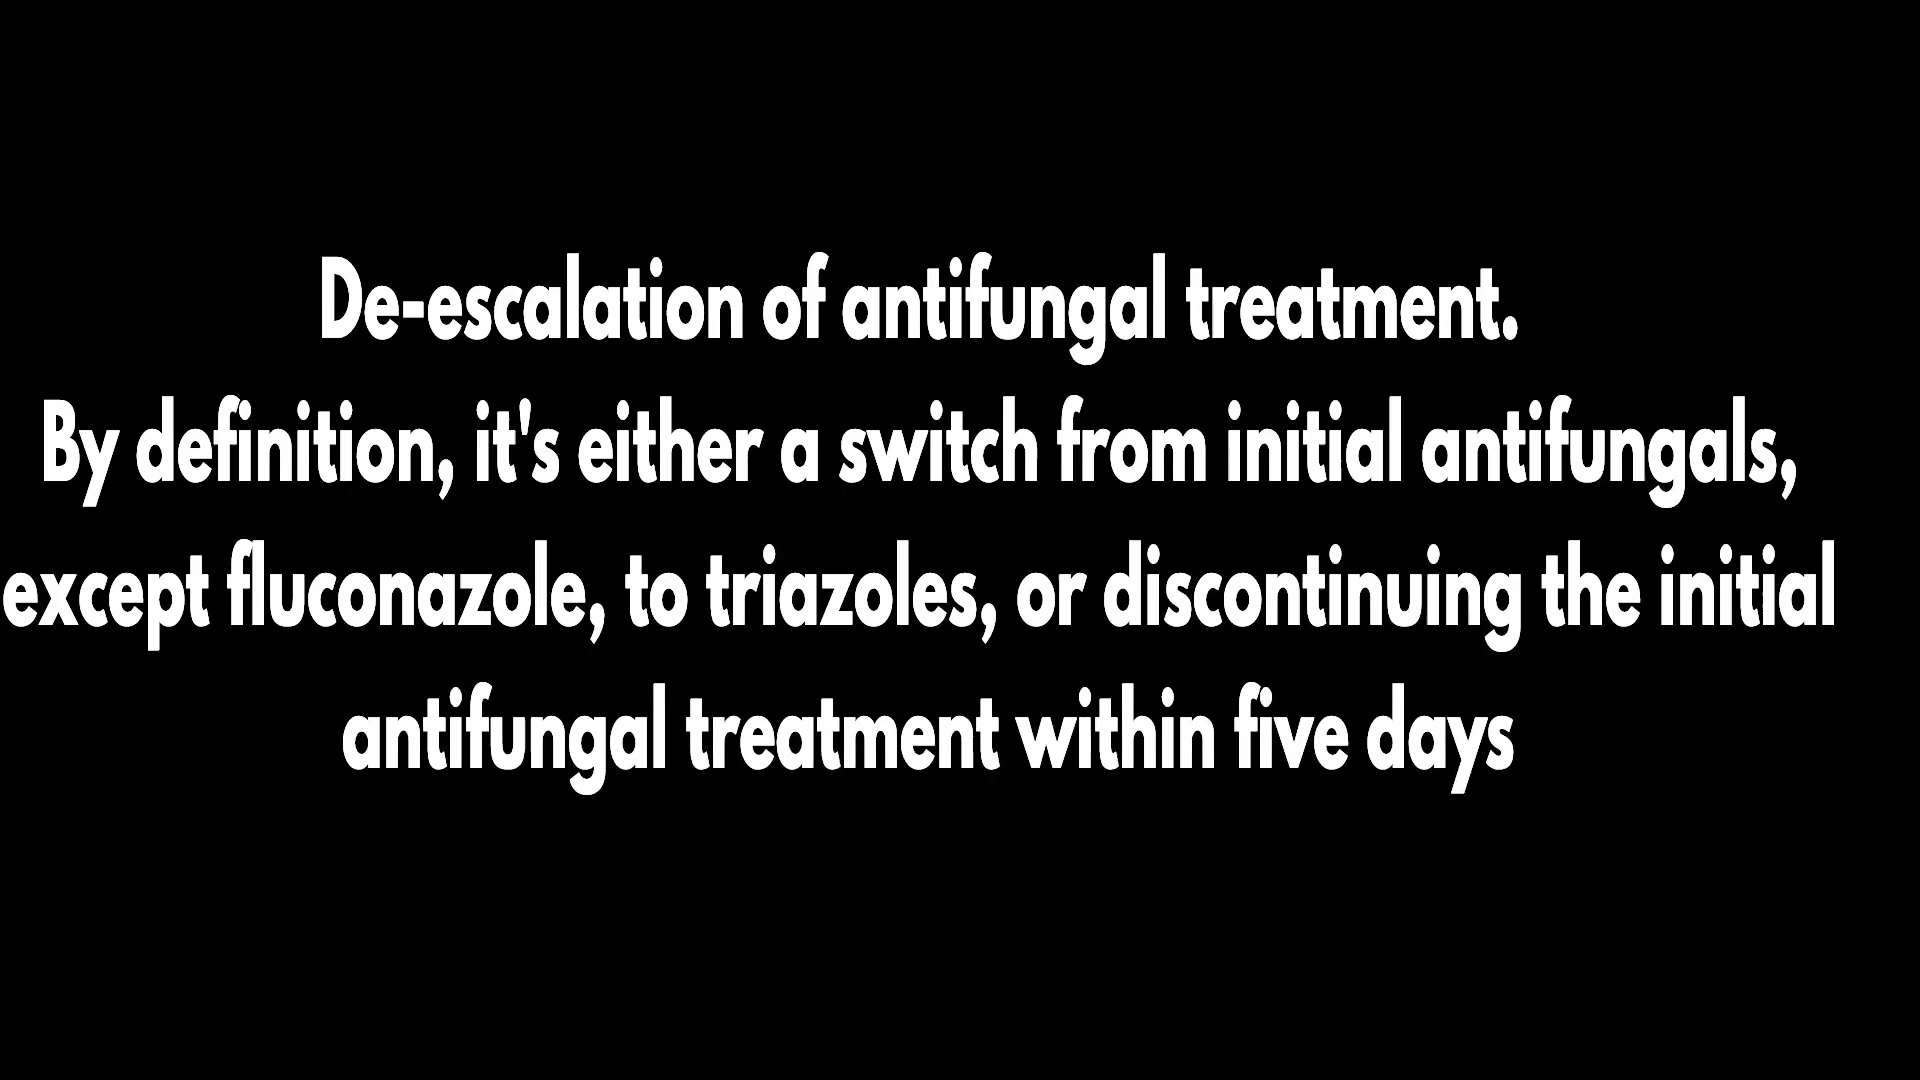 De-escalation of antifungal treatment.
By definition, it's either a switch from initial antifungals,
except fluconazole, to triazoles, or discontinuing the initial
antifungal treatment within five days